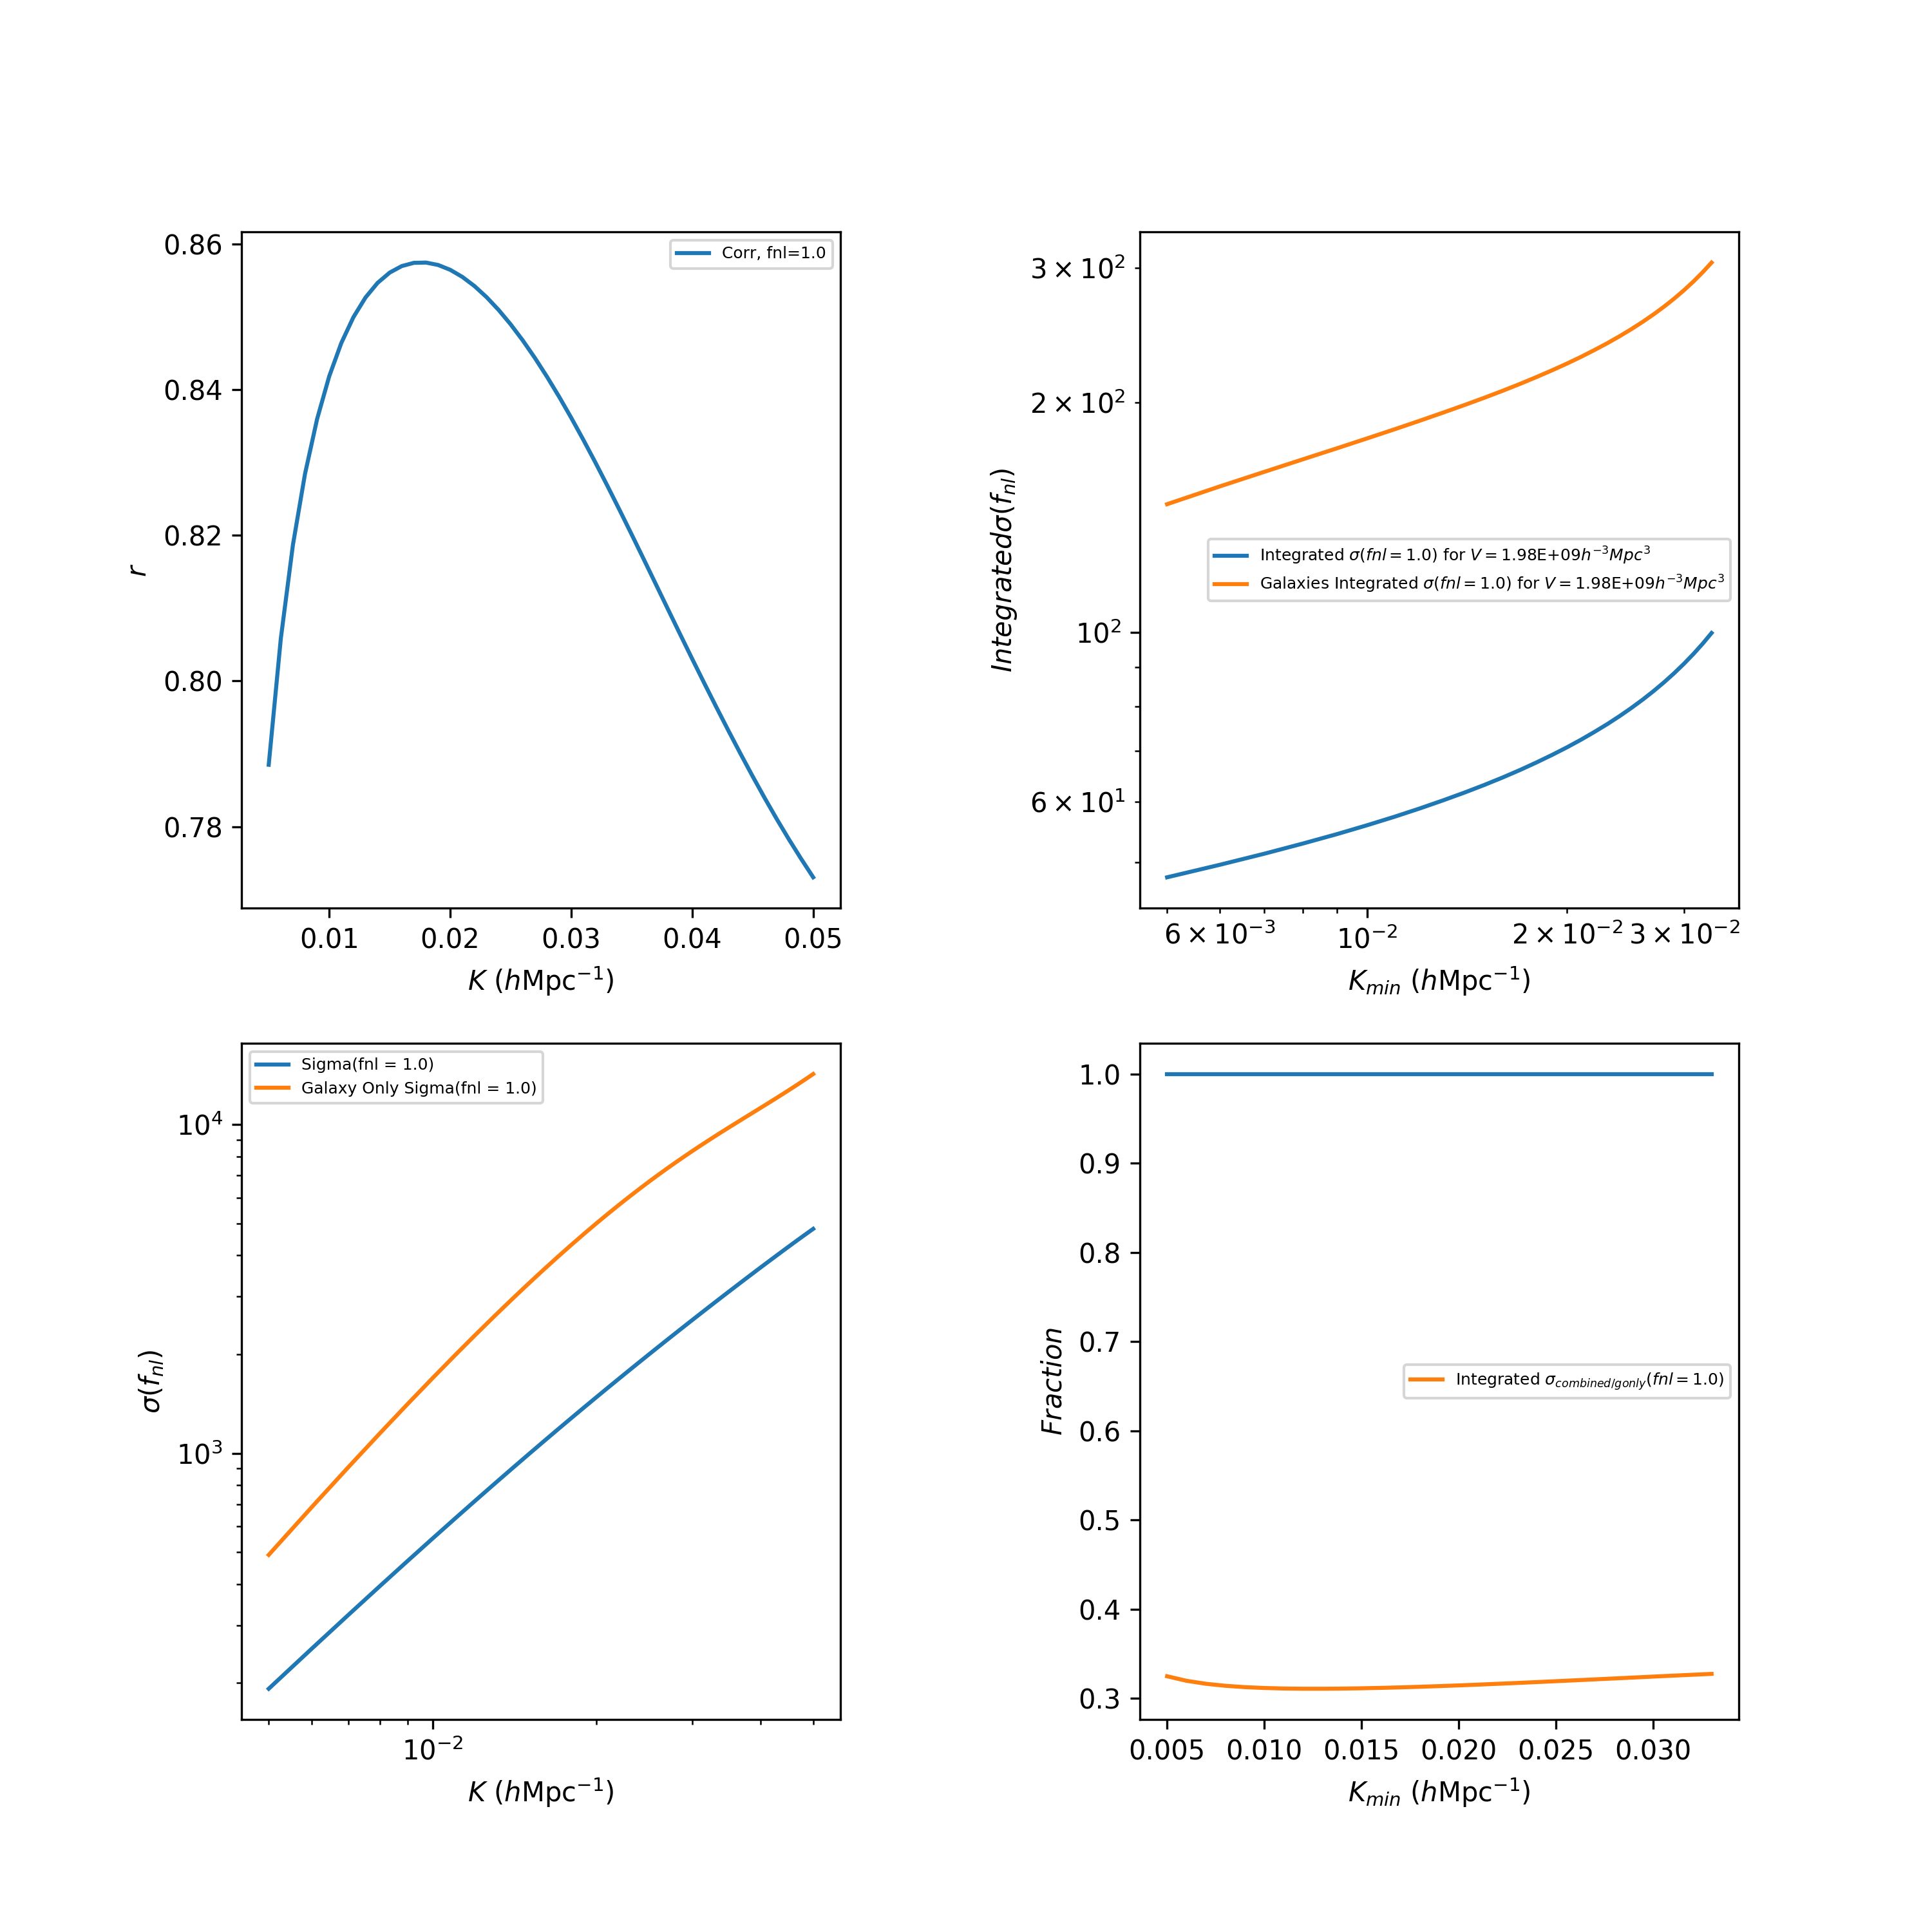 Corr, fnl=1.0
0.86
0.84
0.82
0.80
0.78
r
0.01 0.02 0.03 0.04 0.05
K (hMpc⁻¹)
3×10²
2×10²
10²
6×10¹
Integratedσ(fₙₗ)
Integrated σ(fnl = 1.0) for V = 1.98E+09h⁻³Mpc³
Galaxies Integrated σ(fnl = 1.0) for V = 1.98E+09h⁻³Mpc³
6×10⁻³ 10⁻² 2×10⁻² 3×10⁻²
K_min (hMpc⁻¹)
Sigma(fnl = 1.0)
Galaxy Only Sigma(fnl = 1.0)
10⁴
10³
σ(fₙₗ)
10⁻²
K (hMpc⁻¹)
1.0
0.9
0.8
0.7
0.6
0.5
0.4
0.3
Fraction
Integrated σ_combined/gonly(fnl = 1.0)
0.005 0.010 0.015 0.020 0.025 0.030
K_min (hMpc⁻¹)